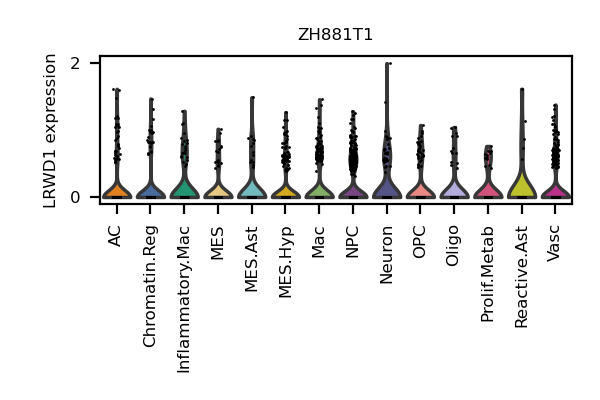 ZH881T1
LRWD1 expression
2
0
AC
Chromatin.Reg
Inflammatory.Mac
MES
MES.Ast
MES.Hyp
Mac
NPC
Neuron
OPC
Oligo
Prolif.Metab
Reactive.Ast
Vasc